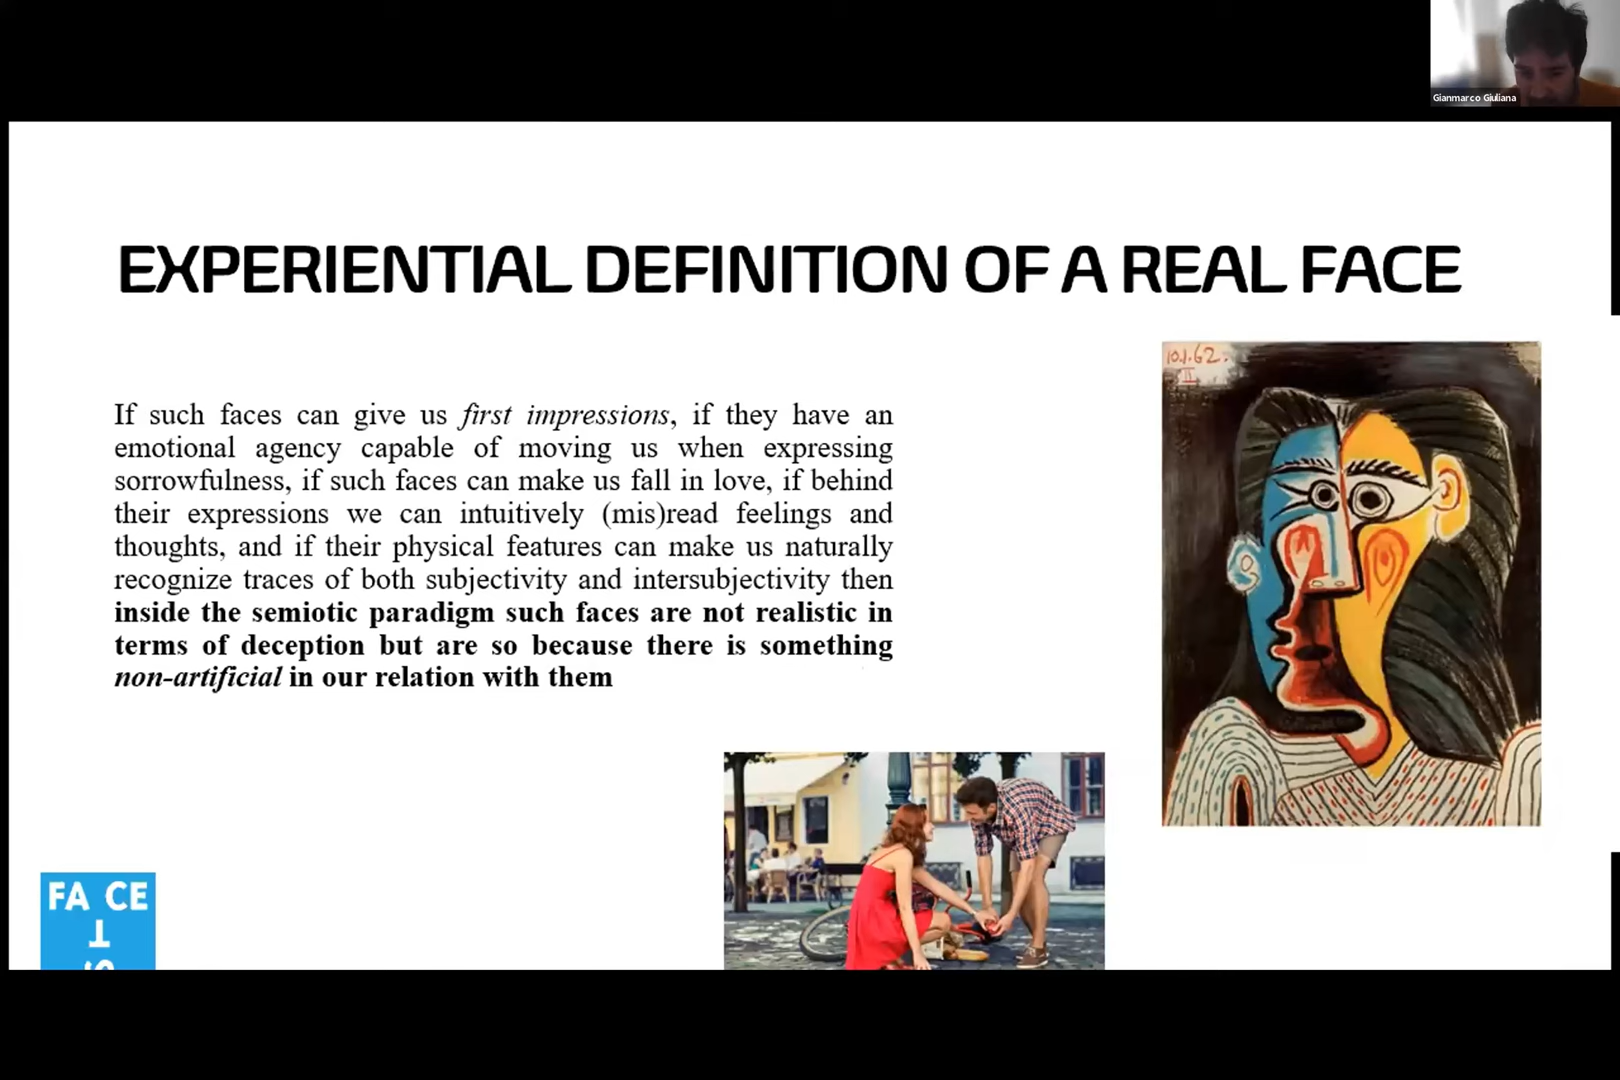 Gianmarco Giuliana
EXPERIENTIAL DEFINITION OF A REAL FACE
If such faces can give us first impressions, if they have an
emotional agency capable of moving us when expressing
sorrowfulness, if such faces can make us fall in love, if behind
their expressions we can intuitively (mis)read feelings and
thoughts, and if their physical features can make us naturally
recognize traces of both subjectivity and intersubjectivity then
inside the semiotic paradigm such faces are not realistic in
terms of deception but are so because there is something
non-artificial in our relation with them
10.1.62.
II
FA CE
T
S